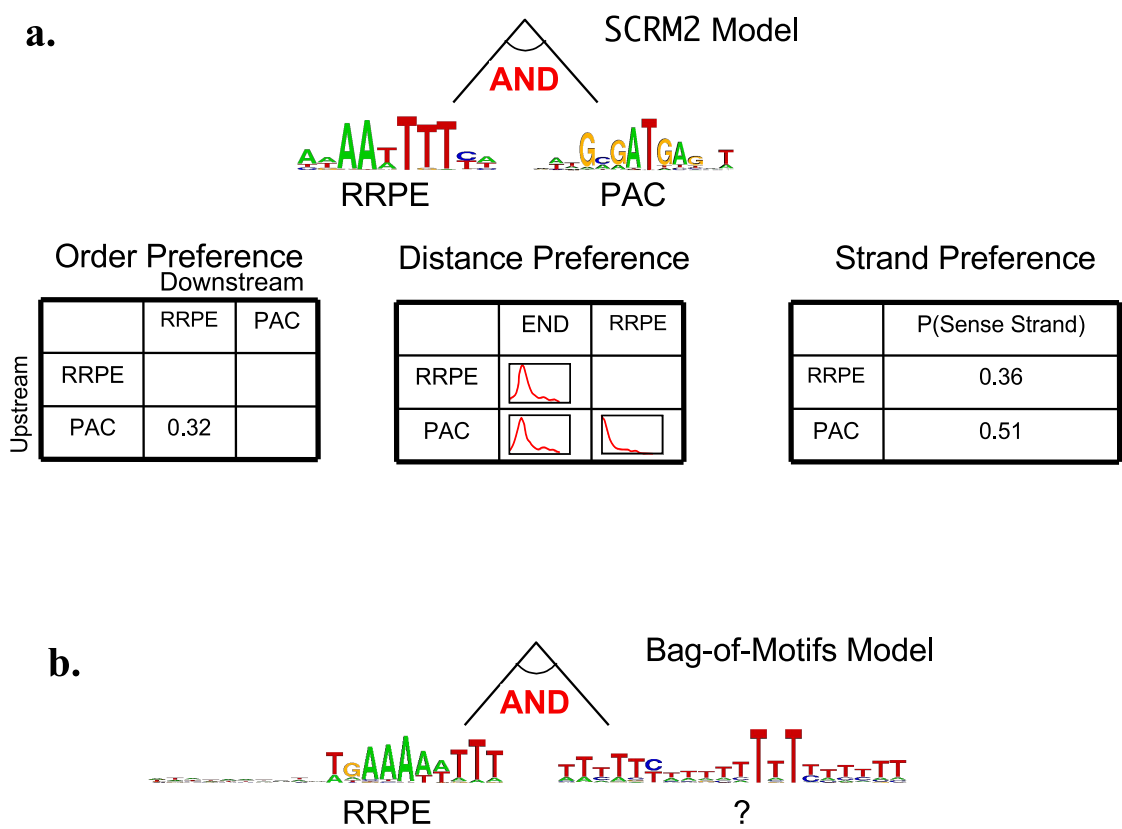 a.
SCRM2 Model
AND
RRPE PAC
Order Preference
Downstream
Upstream
RRPE PAC
RRPE
PAC 0.32
Distance Preference
END RRPE
RRPE
PAC
Strand Preference
P(Sense Strand)
RRPE 0.36
PAC 0.51
b.
Bag-of-Motifs Model
AND
RRPE ?